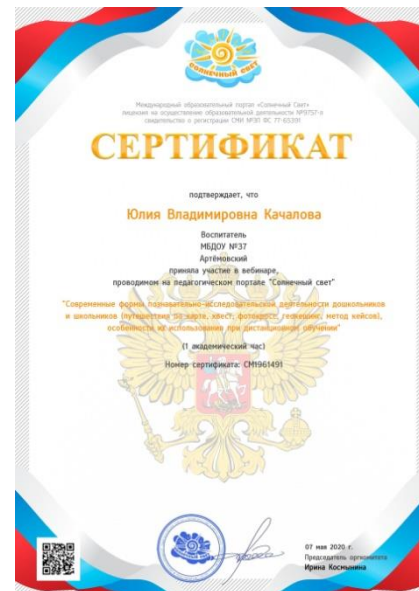 СОЛНЕЧНЫЙ СВЕТ
Международный образовательный портал «Солнечный Свет»
лицензия на осуществление образовательной деятельности №9757-л
свидетельство о регистрации СМИ №ЭЛ ФС 77-65391
СЕРТИФИКАТ
подтверждает, что
Юлия Владимировна Качалова
Воспитатель
МБДОУ №37
Артёмовский
приняла участие в вебинаре,
проводимом на педагогическом портале "Солнечный свет"
"Современные формы познавательно-исследовательской деятельности дошкольников
и школьников (путешествия по карте, квест, фотокросс, геокешинг, метод кейсов),
особенности их использования при дистанционном обучении"
(1 академический час)
Номер сертификата: СМ1961491
07 мая 2020 г.
Председатель оргкомитета
Ирина Космынина